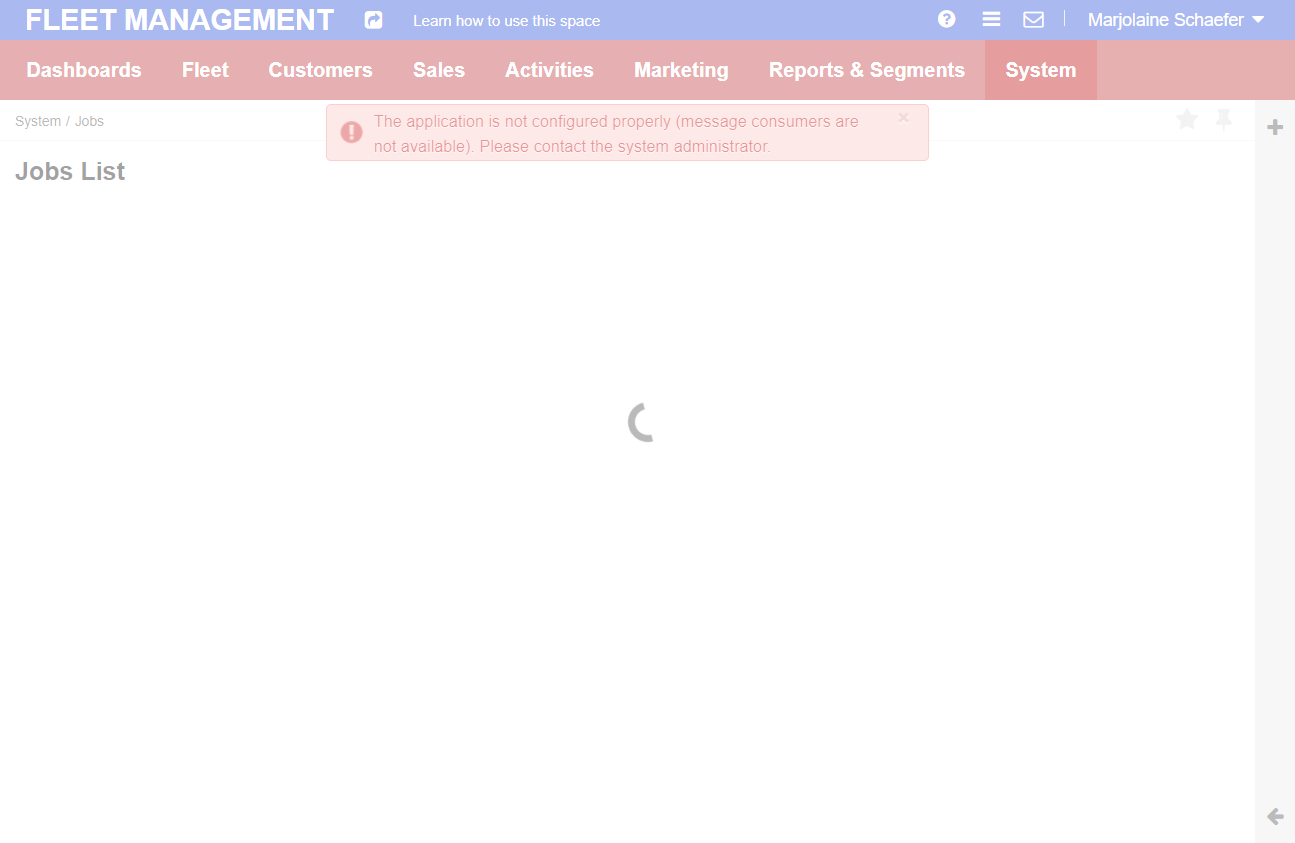 FLEET MANAGEMENT
Learn how to use this space
Marjolaine Schaefer
Dashboards Fleet Customers Sales Activities Marketing Reports & Segments System
System / Jobs
The application is not configured properly (message consumers are
not available). Please contact the system administrator.
×
Jobs List